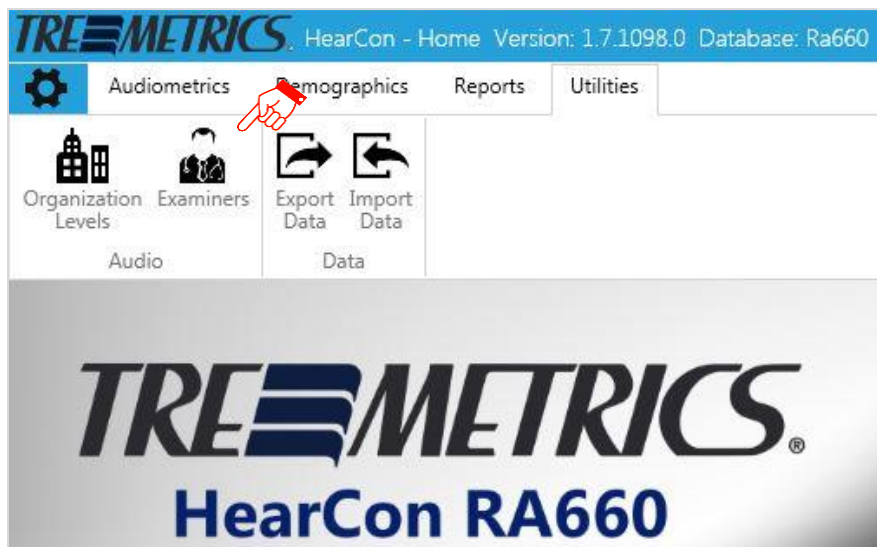 TREMETRICS. HearCon - Home Version: 1.7.1098.0 Database: Ra660
Audiometrics Demographics Reports Utilities
Organization Examiners Export Import
Levels Data Data
Audio Data
TREMETRICS®
HearCon RA660